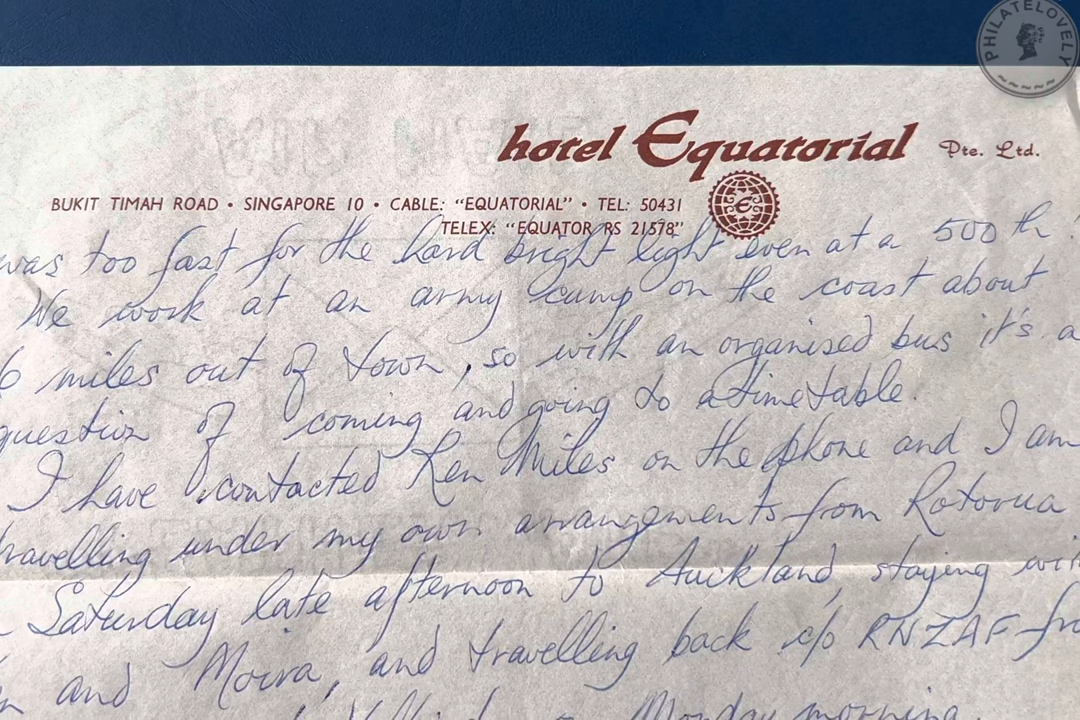 PHILATELOVELY
hotel Equatorial Pte. Ltd.
BUKIT TIMAH ROAD • SINGAPORE 10 • CABLE: "EQUATORIAL" • TEL: 50431
TELEX: "EQUATOR RS 21578"
was too fast for the hard bright light even at a 500th
We work at an army camp on the coast about
6 miles out of town, so with an organised bus it's a
question of coming and going to a timetable.
I have contacted Ken Miles on the phone and I am
travelling under my own arrangements from Rotorua
Saturday late afternoon to Auckland, staying with
and Moira, and travelling back c/o RNZAF
Monday morning